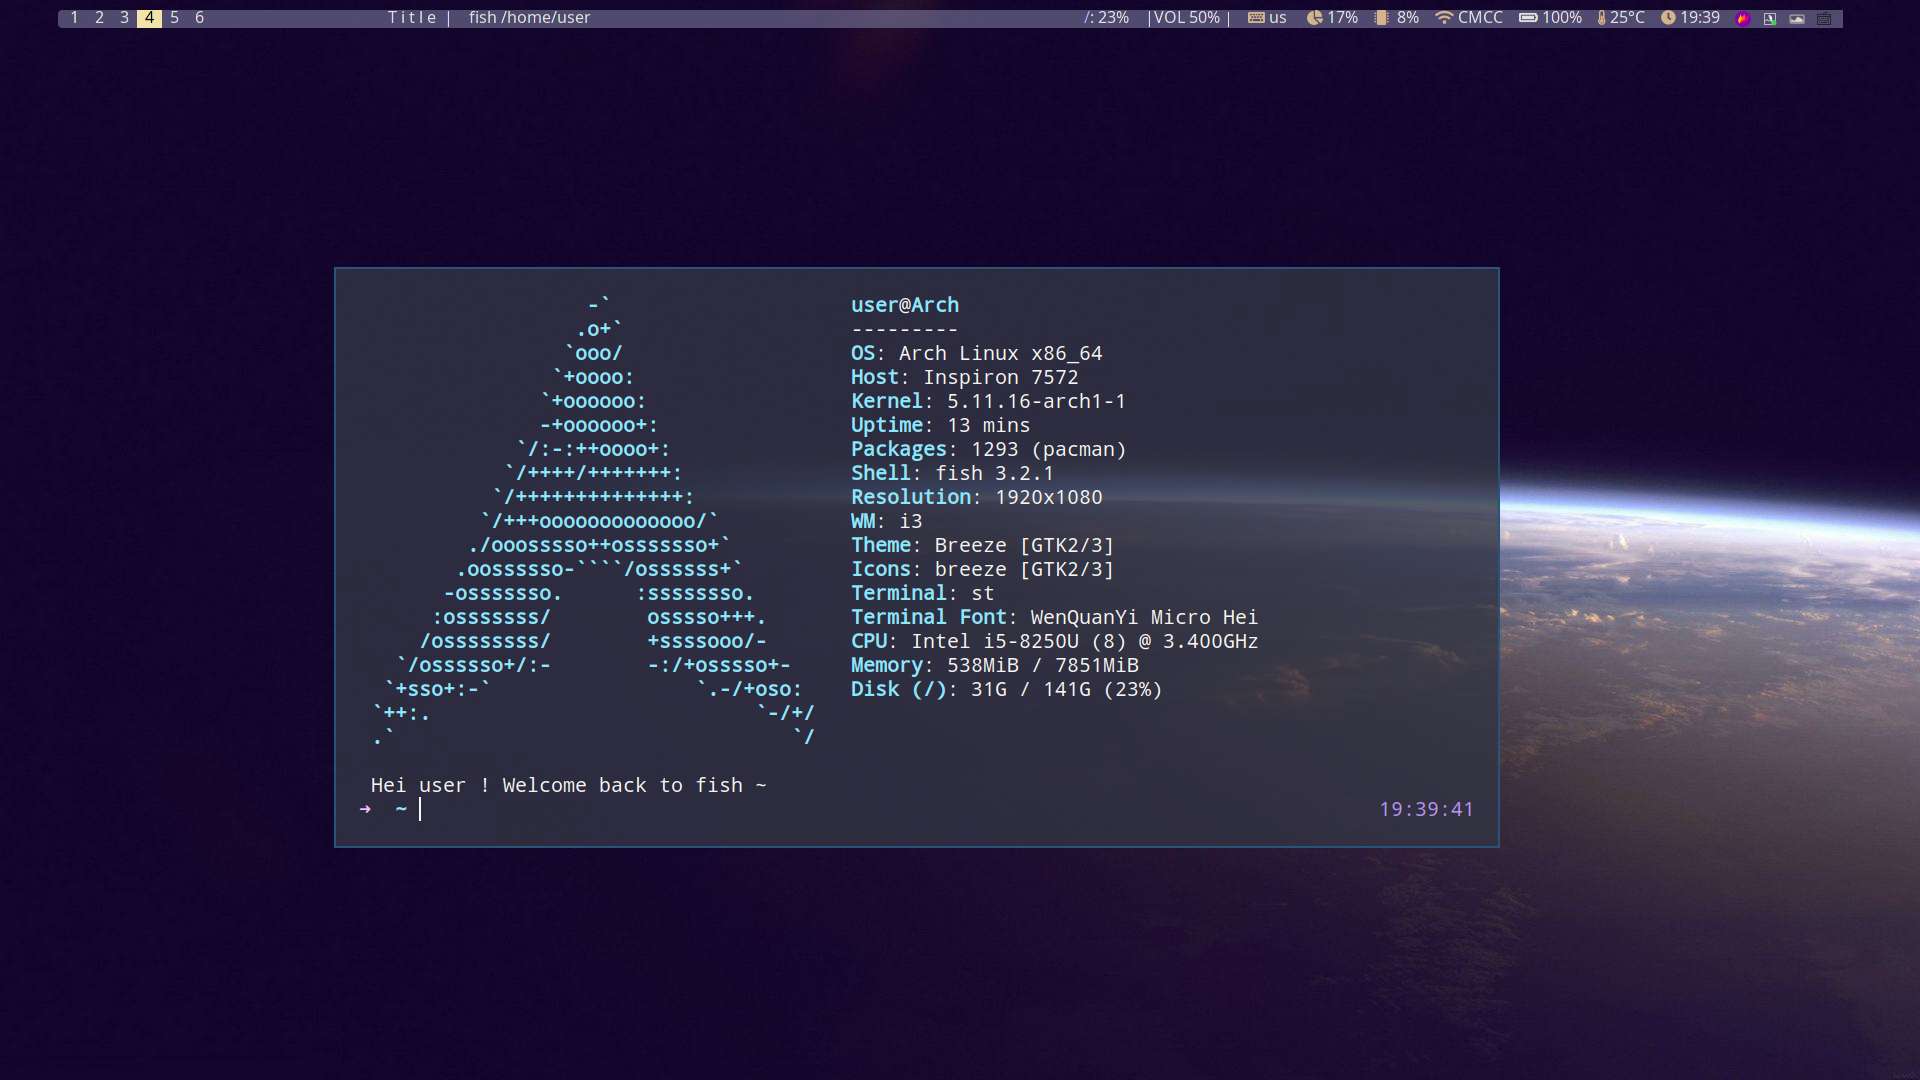 1 2 3 4 5 6 Title | fish /home/user /: 23% |VOL 50% | us 17% 8% CMCC 100% 25°C 19:39
-` user@Arch
.o+` ---------
`ooo/ OS: Arch Linux x86_64
`+oooo: Host: Inspiron 7572
`+oooooo: Kernel: 5.11.16-arch1-1
-+oooooo+: Uptime: 13 mins
`/:-:++oooo+: Packages: 1293 (pacman)
`/++++/+++++++: Shell: fish 3.2.1
`/++++++++++++++: Resolution: 1920x1080
`/+++ooooooooooooo/` WM: i3
./ooosssso++osssssso+` Theme: Breeze [GTK2/3]
.oossssso-````/ossssss+` Icons: breeze [GTK2/3]
-osssssso. :ssssssso. Terminal: st
:osssssss/ osssso+++. Terminal Font: WenQuanYi Micro Hei
/ossssssss/ +ssssooo/- CPU: Intel i5-8250U (8) @ 3.400GHz
`/ossssso+/:- -:/+osssso+- Memory: 538MiB / 7851MiB
`+sso+:-` `.-/+oso: Disk (/): 31G / 141G (23%)
`++:. `-/+/
.` `/
Hei user ! Welcome back to fish ~
➜ ~ 19:39:41